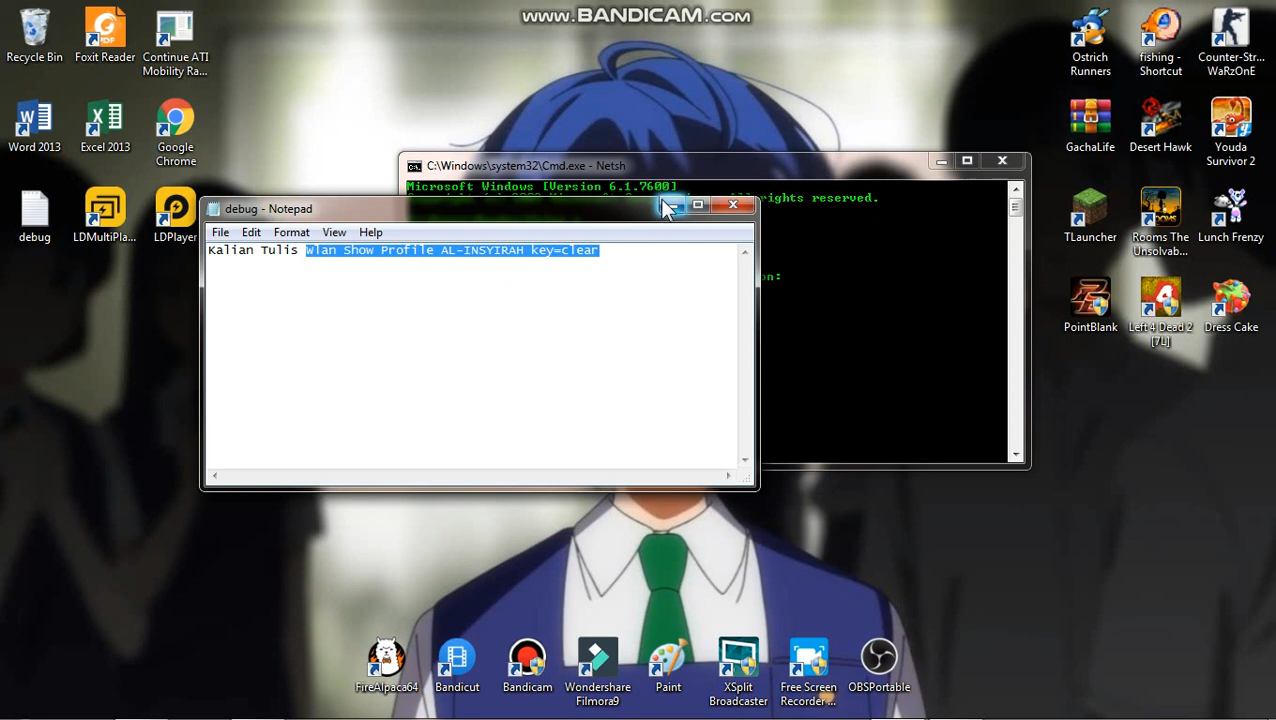 www.BANDICAM.com
Recycle Bin
Foxit Reader
Continue ATI
Mobility Ra...
Word 2013
Excel 2013
Google
Chrome
debug
LDMultiPla...
LDPlayer
Ostrich
Runners
fishing -
Shortcut
Counter-Str...
WaRzOnE
GachaLife
Desert Hawk
Youda
Survivor 2
TLauncher
Rooms The
Unsolvab...
Lunch Frenzy
PointBlank
Left 4 Dead 2
[7L]
Dress Cake
C:\Windows\system32\Cmd.exe - Netsh
Microsoft Windows [Version 6.1.7600]
rights reserved.
on:
debug - Notepad
File Edit Format View Help
Kalian Tulis Wlan Show Profile AL-INSYIRAH key=clear
FireAlpaca64
Bandicut
Bandicam
Wondershare
Filmora9
Paint
XSplit
Broadcaster
Free Screen
Recorder ...
OBSPortable